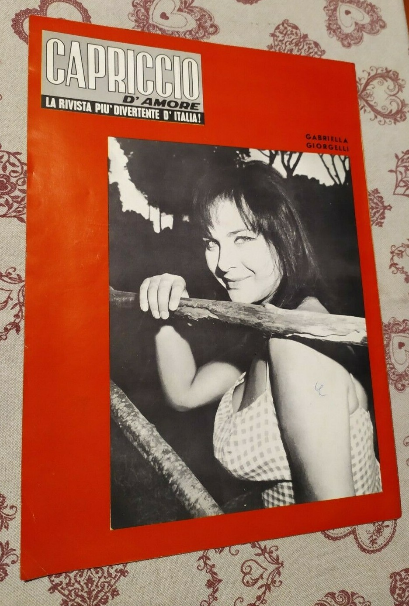 CAPRICCIO
D'AMORE
LA RIVISTA PIU' DIVERTENTE D'ITALIA!
GABRIELLA
GIORGELLI